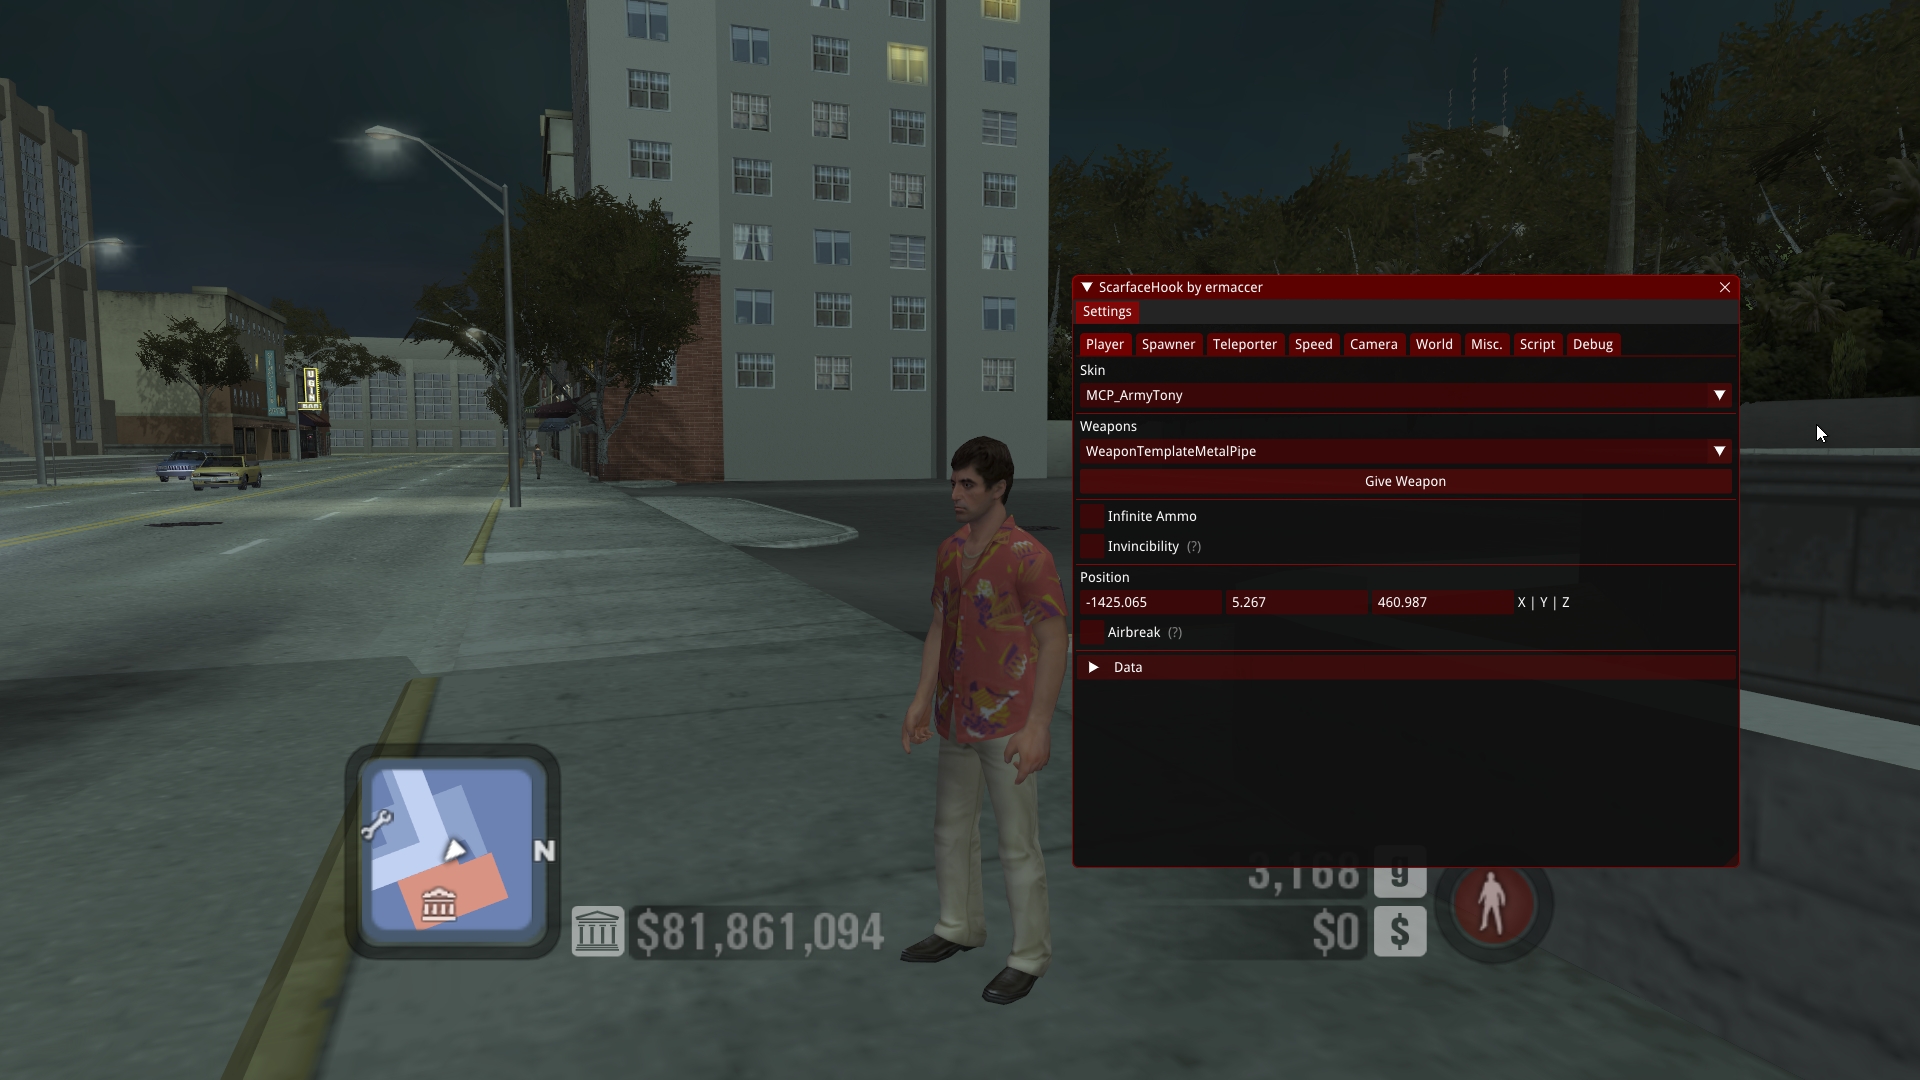 ScarfaceHook by ermaccer
Settings
Player Spawner Teleporter Speed Camera World Misc. Script Debug
Skin
MCP_ArmyTony
Weapons
WeaponTemplateMetalPipe
Give Weapon
Infinite Ammo
Invincibility (?)
Position
-1425.065 5.267 460.987 X | Y | Z
Airbreak (?)
Data
BAR
N
3,168 g
$81,861,094
$0 $